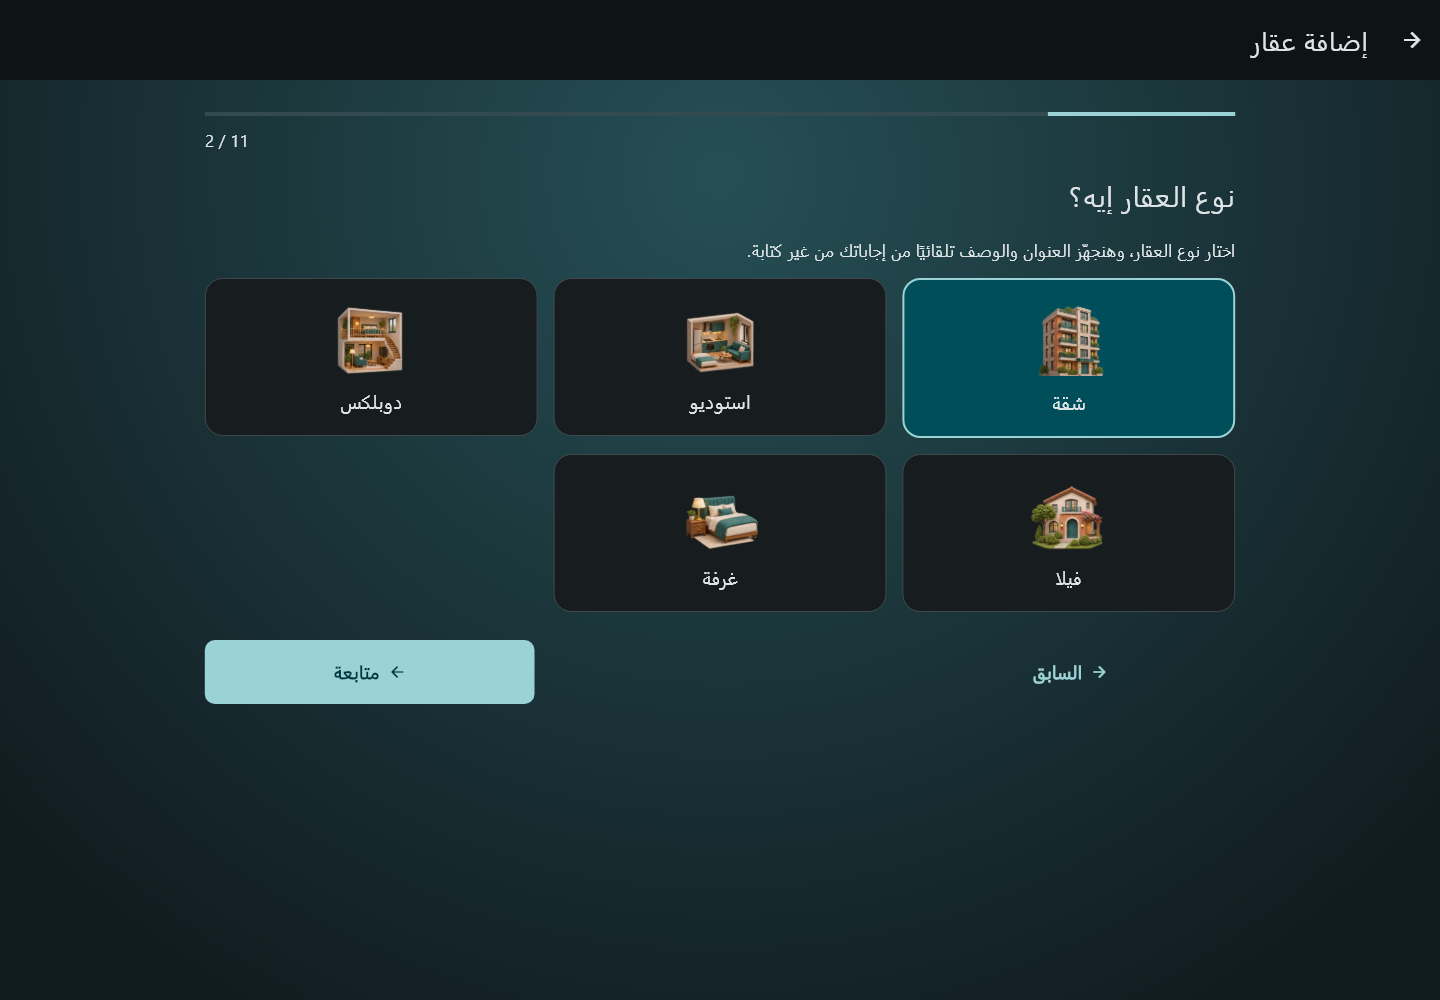 إضافة عقار
2 / 11
نوع العقار إيه؟
اختار نوع العقار، وهنجهّز العنوان والوصف تلقائيًا من إجاباتك من غير كتابة.
شقة
استوديو
دوبلكس
فيلا
غرفة
السابق
متابعة